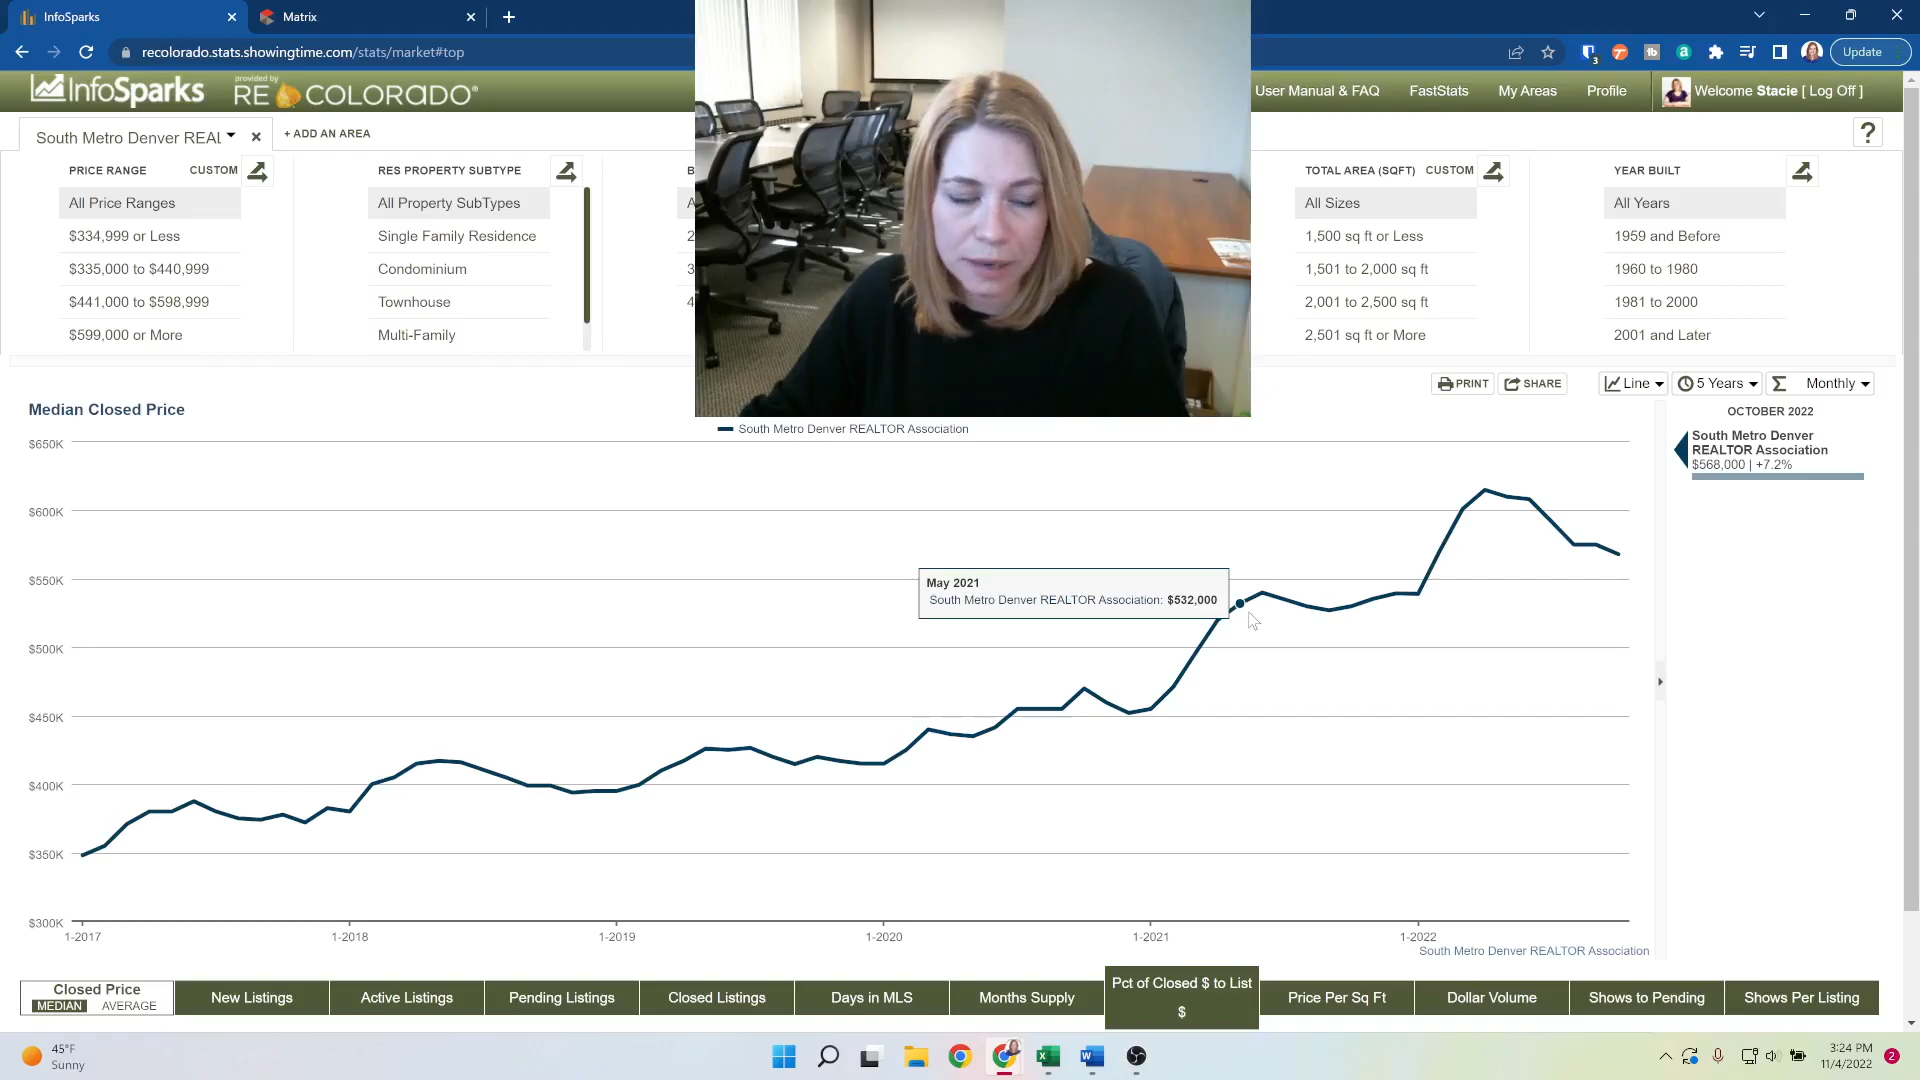 InfoSparks
Matrix
recolorado.stats.showingtime.com/stats/market#top
3
tb
a
Update
InfoSparks
provided by
RE COLORADO®
User Manual & FAQ
FastStats
My Areas
Profile
Welcome Stacie [ Log Off ]
South Metro Denver REAL
+ ADD AN AREA
?
PRICE RANGE
CUSTOM
All Price Ranges
$334,999 or Less
$335,000 to $440,999
$441,000 to $598,999
$599,000 or More
RES PROPERTY SUBTYPE
All Property SubTypes
Single Family Residence
Condominium
Townhouse
Multi-Family
B
A
2
3
4
TOTAL AREA (SQFT)
CUSTOM
All Sizes
1,500 sq ft or Less
1,501 to 2,000 sq ft
2,001 to 2,500 sq ft
2,501 sq ft or More
YEAR BUILT
All Years
1959 and Before
1960 to 1980
1981 to 2000
2001 and Later
PRINT
SHARE
Line
5 Years
Monthly
Median Closed Price
South Metro Denver REALTOR Association
OCTOBER 2022
South Metro Denver
REALTOR Association
$568,000 | +7.2%
$650K
$600K
$550K
$500K
$450K
$400K
$350K
$300K
May 2021
South Metro Denver REALTOR Association: $532,000
1-2017
1-2018
1-2019
1-2020
1-2021
1-2022
South Metro Denver REALTOR Association
Closed Price
MEDIAN
AVERAGE
New Listings
Active Listings
Pending Listings
Closed Listings
Days in MLS
Months Supply
Pct of Closed $ to List
$
Price Per Sq Ft
Dollar Volume
Shows to Pending
Shows Per Listing
45°F
Sunny
3:24 PM
11/4/2022
2